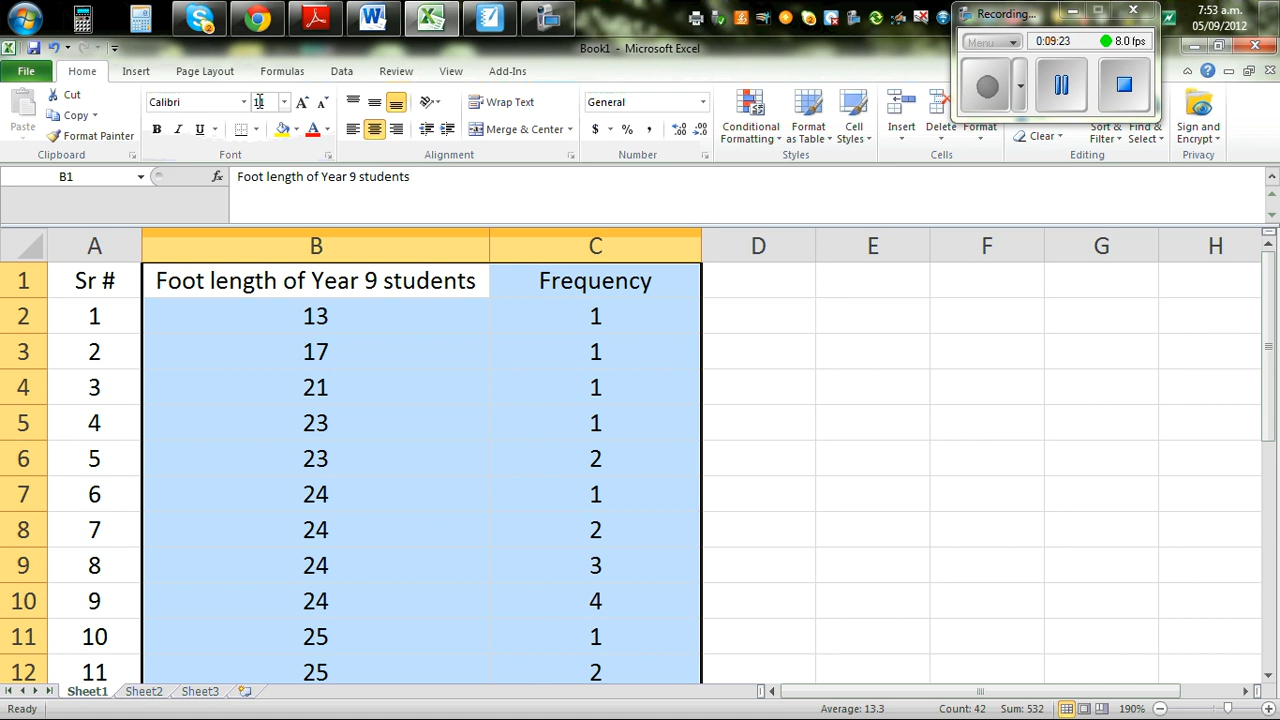 Recording...
7:53 a.m.
05/09/2012
Menu
0:09:23
8.0 fps
Book1 - Microsoft Excel
File
Home
Insert
Page Layout
Formulas
Data
Review
View
Add-Ins
Paste
Cut
Copy
Format Painter
Clipboard
Calibri
11
B
I
U
A
A
A
Font
Wrap Text
Merge & Center
Alignment
General
$
%
,
Number
Conditional Formatting
Format as Table
Cell Styles
Styles
Insert
Delete
Format
Cells
Clear
Sort & Filter
Find & Select
Editing
Sign and Encrypt
Privacy
B1
fx
Foot length of Year 9 students
A B C D E F G H
1 Sr # Foot length of Year 9 students Frequency
2 1 13 1
3 2 17 1
4 3 21 1
5 4 23 1
6 5 23 2
7 6 24 1
8 7 24 2
9 8 24 3
10 9 24 4
11 10 25 1
12 11 25 2
Sheet1
Sheet2
Sheet3
Ready
Average: 13.3
Count: 42
Sum: 532
190%